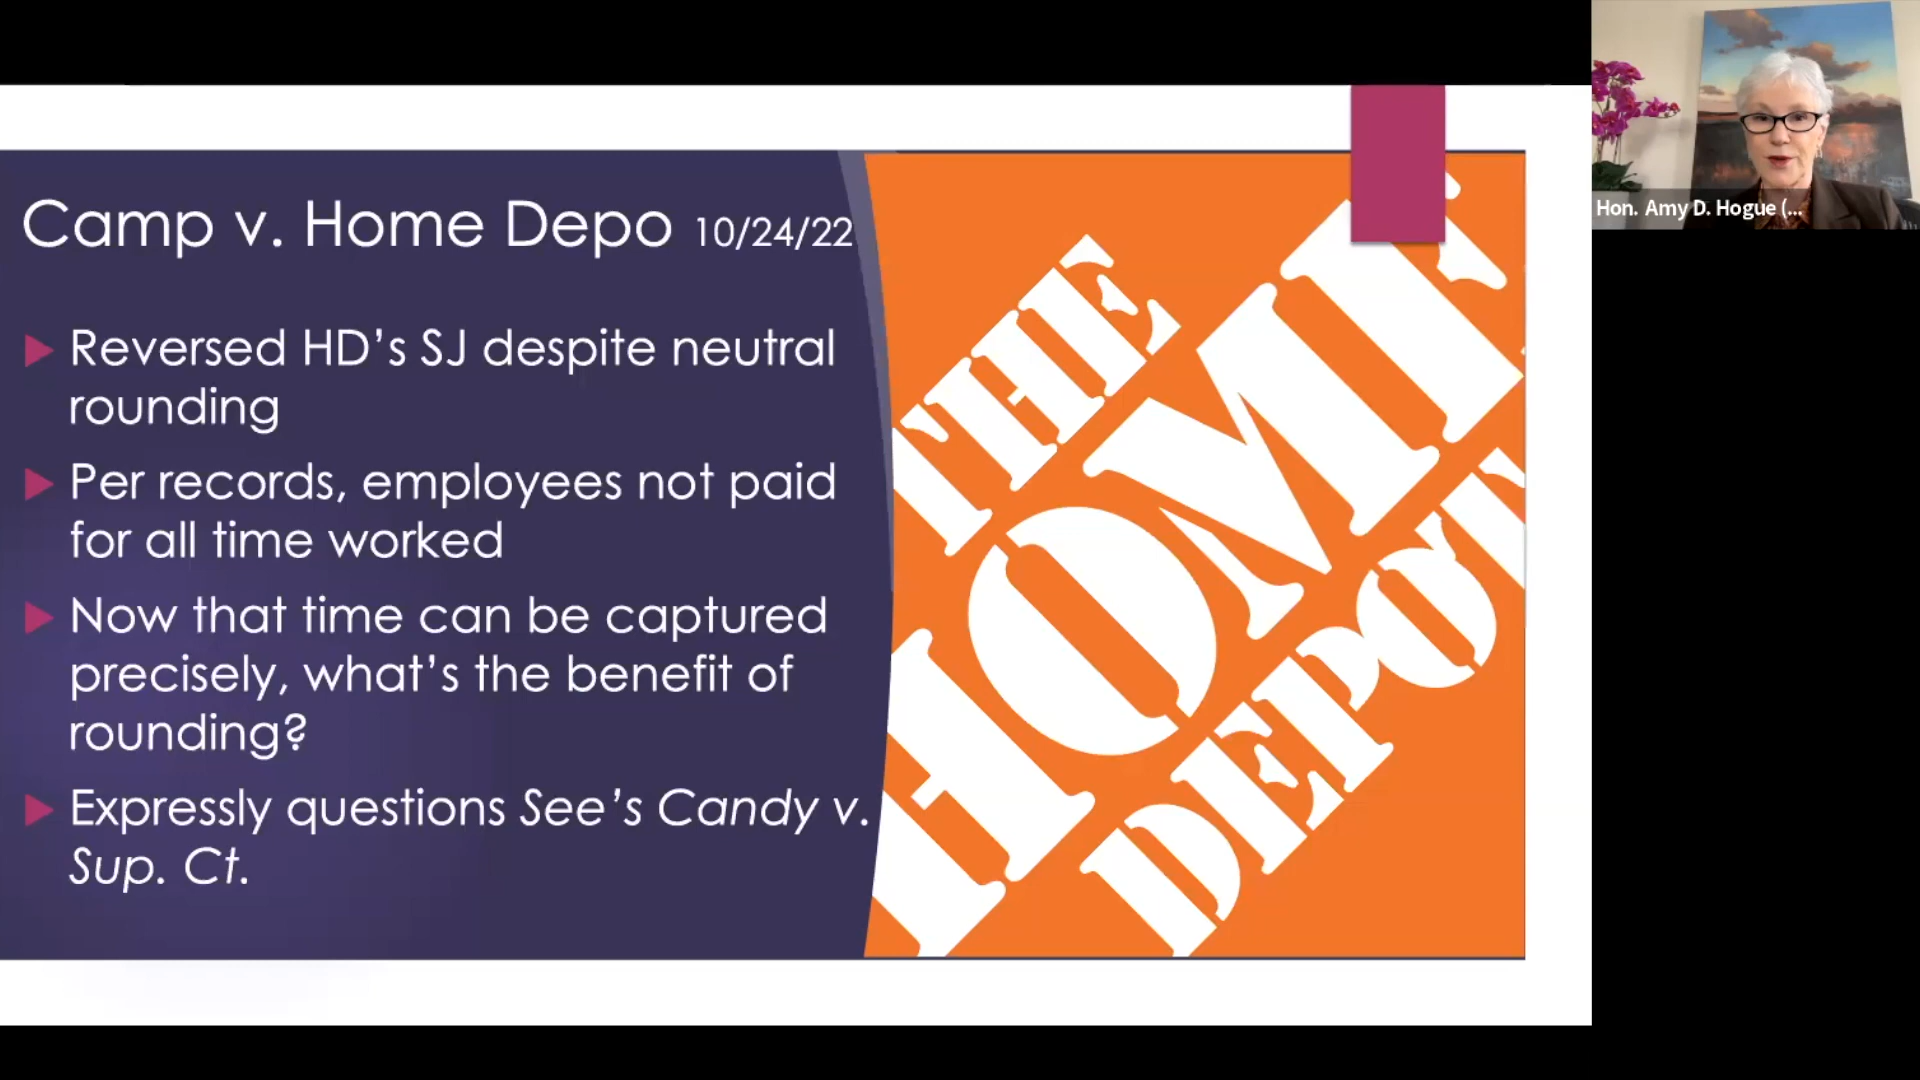 Camp v. Home Depo 10/24/22
Reversed HD's SJ despite neutral
rounding
Per records, employees not paid
for all time worked
Now that time can be captured
precisely, what's the benefit of
rounding?
Expressly questions See's Candy v.
Sup. Ct.
THE
HOME
DEPOT
Hon. Amy D. Hogue (...